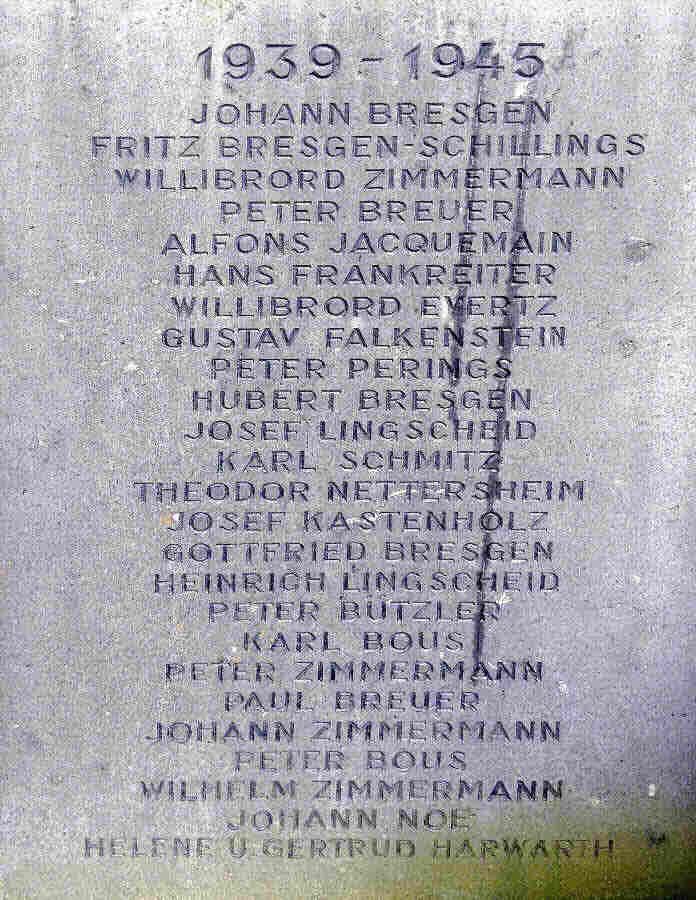 1939 - 1945
JOHANN BRESGEN
FRITZ BRESGEN-SCHILLINGS
WILLIBRORD ZIMMERMANN
PETER BREUER
ALFONS JACQUEMAIN
HANS FRANKREITER
WILLIBRORD EVERTZ
GUSTAV FALKENSTEIN
PETER PERINGS
HUBERT BRESGEN
JOSEF LINGSCHEID
KARL SCHMITZ
THEODOR NETTERSHEIM
JOSEF KASTENHOLZ
GOTTFRIED BRESGEN
HEINRICH LINGSCHEID
PETER BÜTZLER
KARL BOUS
PETER ZIMMERMANN
PAUL BREUER
JOHANN ZIMMERMANN
PETER BOUS
WILHELM ZIMMERMANN
JOHANN NOE
HELENE U. GERTRUD HARWARTH